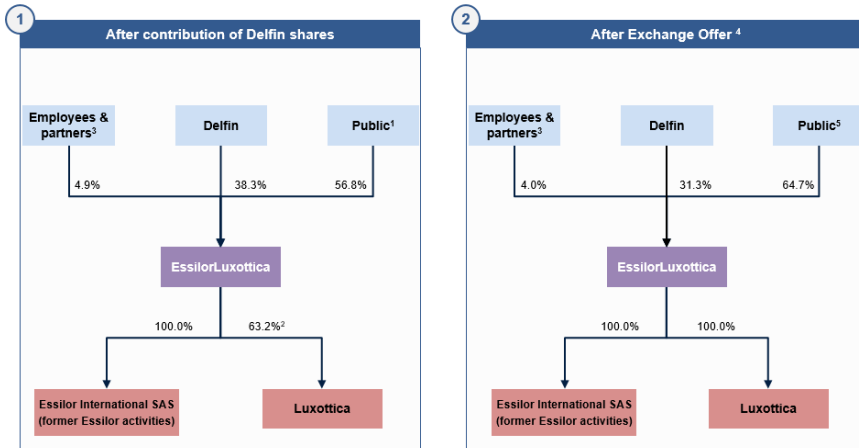 1
After contribution of Delfin shares
Employees &
partners³
Delfin
Public¹
4.9%
38.3%
56.8%
EssilorLuxottica
100.0%
63.2%²
Essilor International SAS
(former Essilor activities)
Luxottica
2
After Exchange Offer ⁴
Employees &
partners³
Delfin
Public⁵
4.0%
31.3%
64.7%
EssilorLuxottica
100.0%
100.0%
Essilor International SAS
(former Essilor activities)
Luxottica